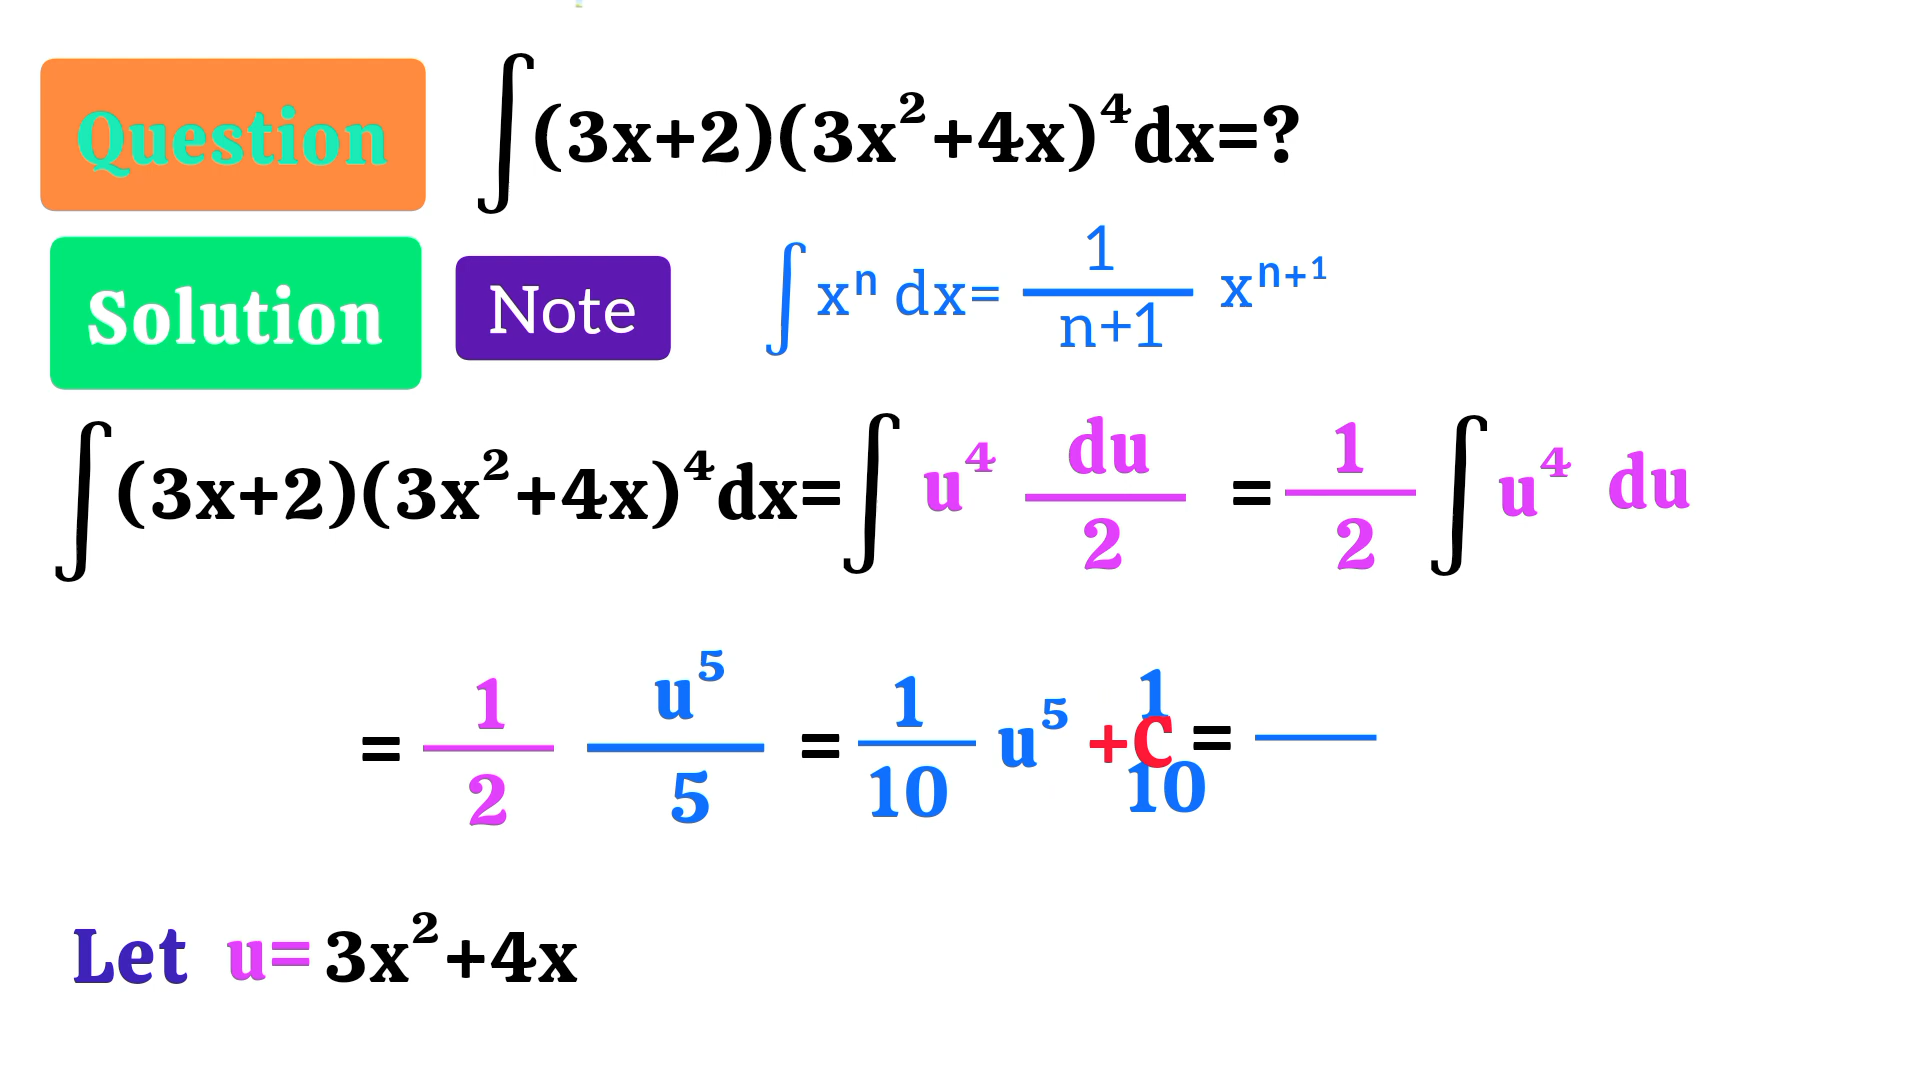 Question ∫(3x+2)(3x²+4x)⁴dx=?
Solution Note ∫ xⁿ dx= 1/n+1 xⁿ⁺¹
∫(3x+2)(3x²+4x)⁴dx=∫ u⁴ du/2 = 1/2 ∫ u⁴ du
= 1/2 u⁵/5 = 1/10 u⁵ +C 1/10 =
Let u= 3x²+4x